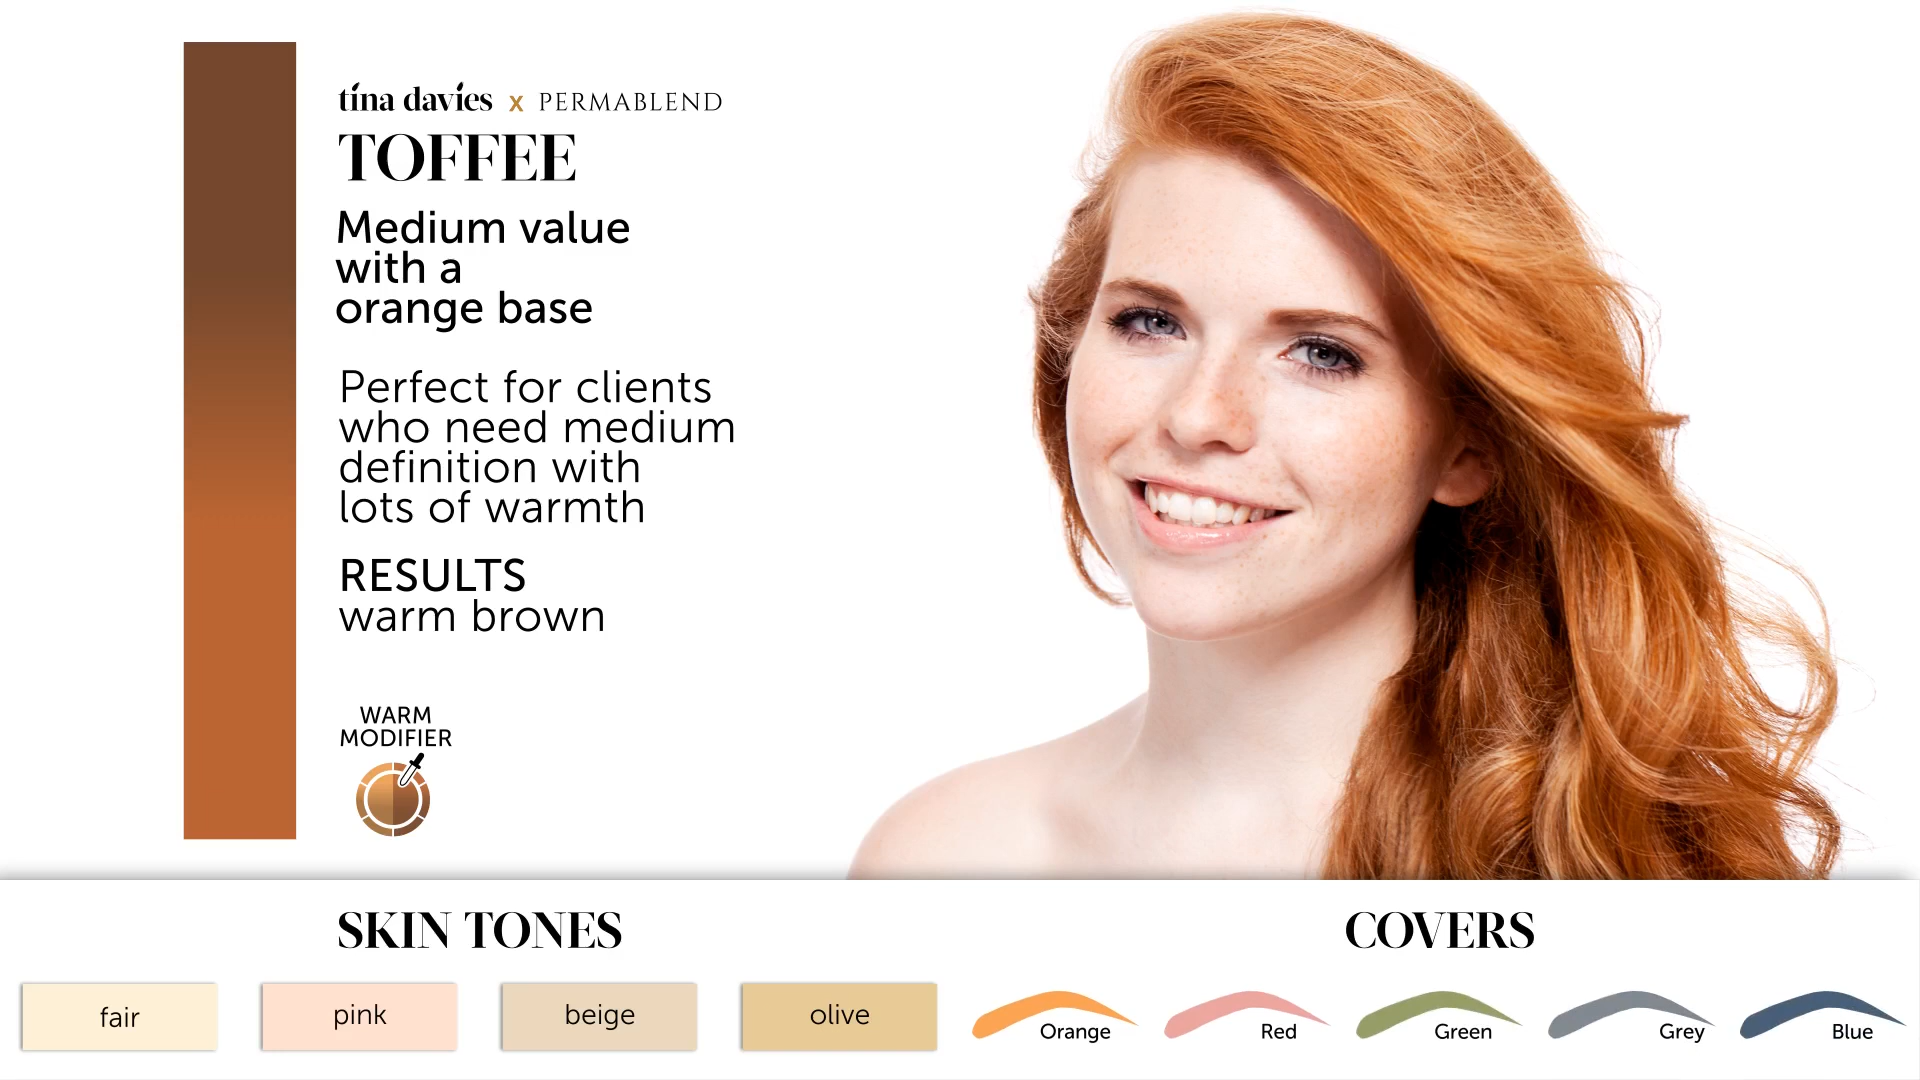 tina davies x PERMABLEND
TOFFEE
Medium value
with a
orange base
Perfect for clients
who need medium
definition with
lots of warmth
RESULTS
warm brown
WARM
MODIFIER
SKIN TONES
fair
pink
beige
olive
COVERS
Orange
Red
Green
Grey
Blue